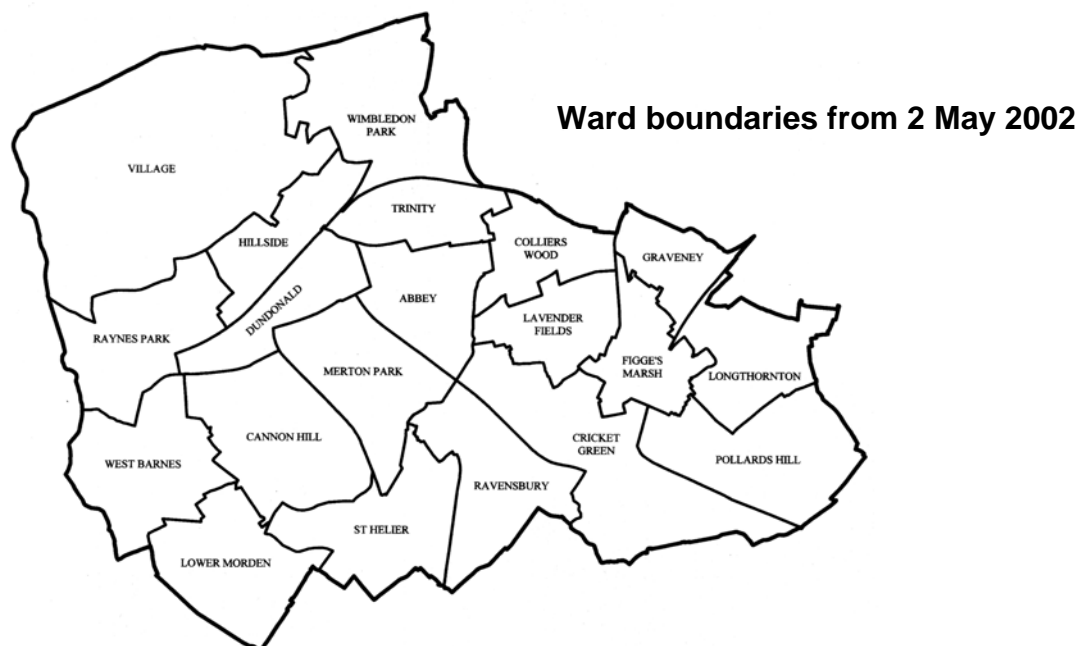 Ward boundaries from 2 May 2002
WIMBLEDON
PARK
VILLAGE
TRINITY
HILLSIDE
COLLIERS
WOOD
GRAVENEY
ABBEY
DUNDONALD
LAVENDER
FIELDS
RAYNES PARK
FIGGE'S
MARSH
MERTON PARK
LONGTHORNTON
CANNON HILL
CRICKET
GREEN
WEST BARNES
POLLARDS HILL
RAVENSBURY
ST HELIER
LOWER MORDEN